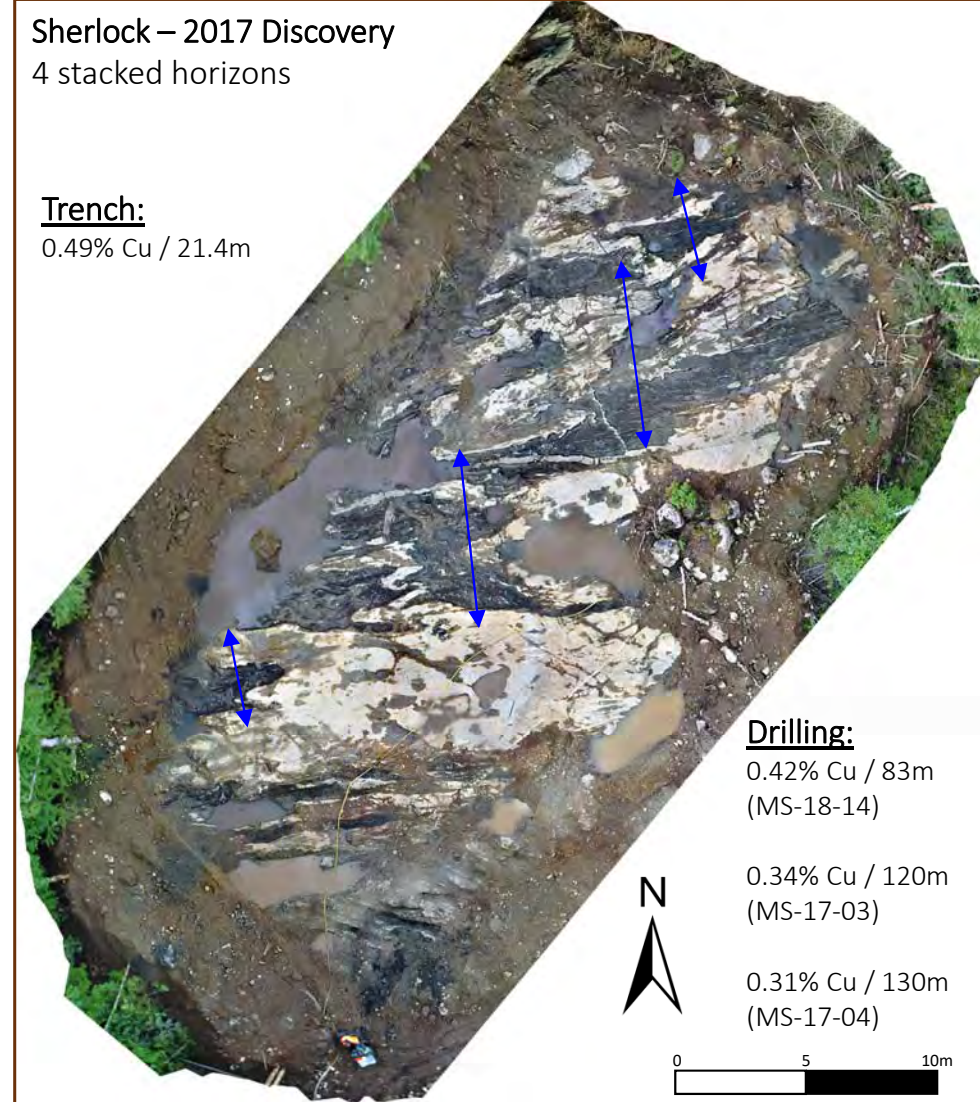 Sherlock – 2017 Discovery
4 stacked horizons
Trench:
0.49% Cu / 21.4m
Drilling:
0.42% Cu / 83m
(MS-18-14)
0.34% Cu / 120m
(MS-17-03)
0.31% Cu / 130m
(MS-17-04)
N
0 5 10m